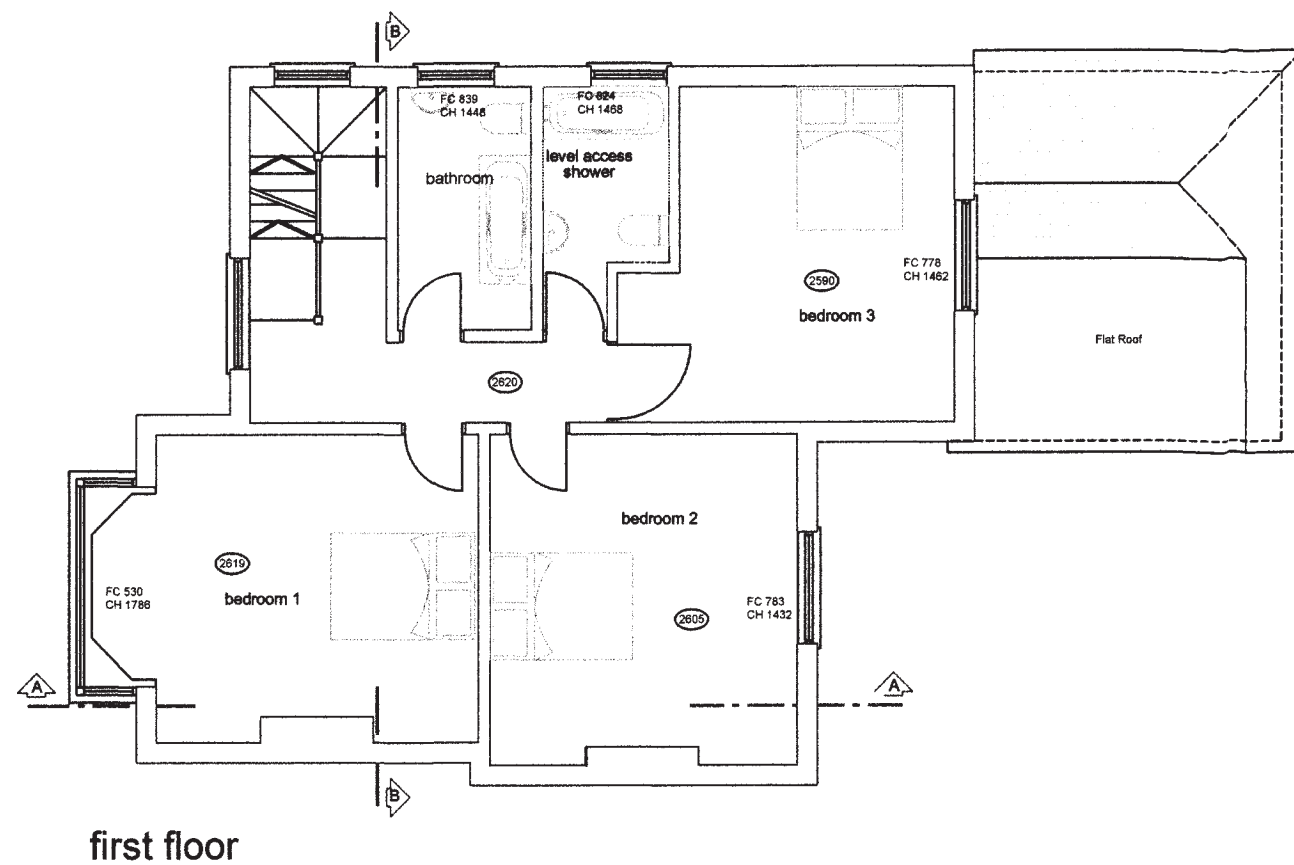 B
FC 839
CH 1448
FC 824
CH 1468
level access
shower
bathroom
FC 778
CH 1462
2590
bedroom 3
Flat Roof
2620
bedroom 2
2619
bedroom 1
FC 530
CH 1786
2605
FC 783
CH 1432
A
A
B
first floor